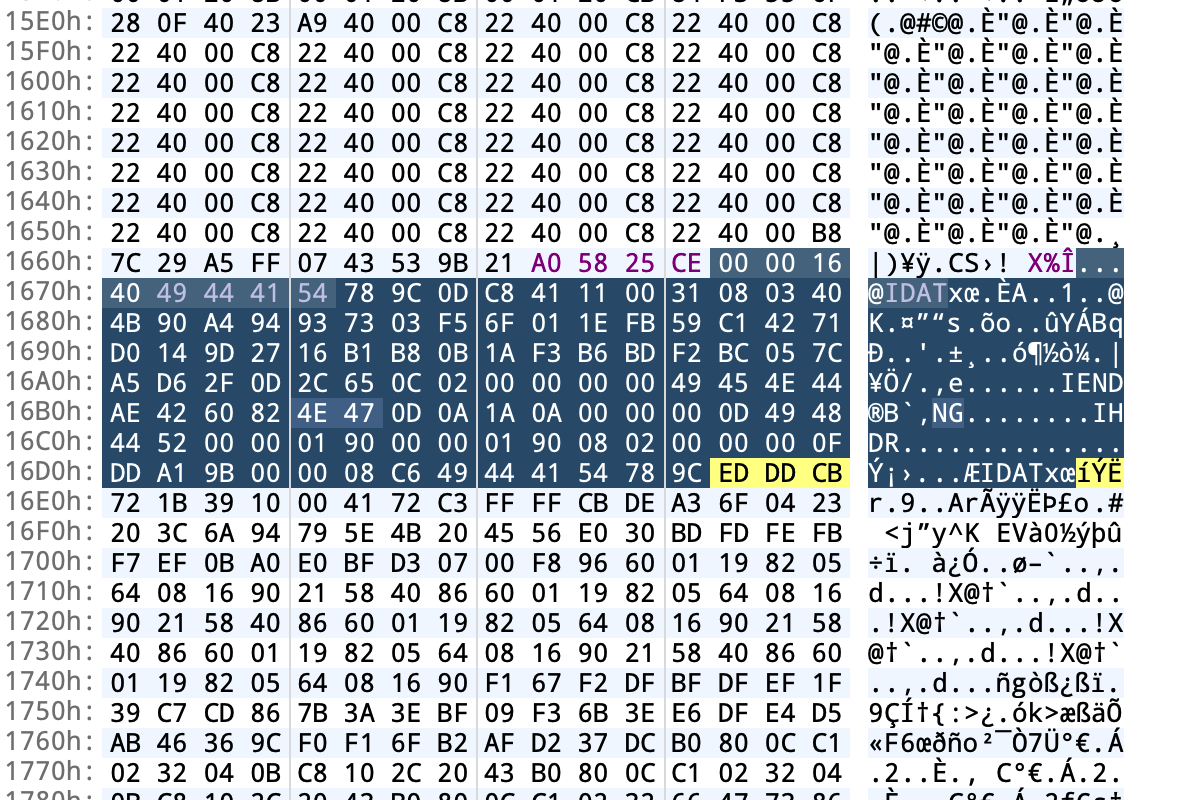 15E0h: 28 0F 40 23 A9 40 00 C8 22 40 00 C8 22 40 00 C8 (.@#©@.È"@.È"@.È
15F0h: 22 40 00 C8 22 40 00 C8 22 40 00 C8 22 40 00 C8 "@.È"@.È"@.È"@.È
1600h: 22 40 00 C8 22 40 00 C8 22 40 00 C8 22 40 00 C8 "@.È"@.È"@.È"@.È
1610h: 22 40 00 C8 22 40 00 C8 22 40 00 C8 22 40 00 C8 "@.È"@.È"@.È"@.È
1620h: 22 40 00 C8 22 40 00 C8 22 40 00 C8 22 40 00 C8 "@.È"@.È"@.È"@.È
1630h: 22 40 00 C8 22 40 00 C8 22 40 00 C8 22 40 00 C8 "@.È"@.È"@.È"@.È
1640h: 22 40 00 C8 22 40 00 C8 22 40 00 C8 22 40 00 C8 "@.È"@.È"@.È"@.È
1650h: 22 40 00 C8 22 40 00 C8 22 40 00 C8 22 40 00 B8 "@.È"@.È"@.È"@.¸
1660h: 7C 29 A5 FF 07 43 53 9B 21 A0 58 25 CE 00 00 16 |)¥ÿ.CS›! X%Î...
1670h: 40 49 44 41 54 78 9C 0D C8 41 11 00 31 08 03 40 @IDATxœ.ÈA..1..@
1680h: 4B 90 A4 94 93 73 03 F5 6F 01 1E FB 59 C1 42 71 K.¤”“s.õo..ûYÁBq
1690h: D0 14 9D 27 16 B1 B8 0B 1A F3 B6 BD F2 BC 05 7C Ð..'.±¸..ó¶½ò¼.|
16A0h: A5 D6 2F 0D 2C 65 0C 02 00 00 00 00 49 45 4E 44 ¥Ö/.,e......IEND
16B0h: AE 42 60 82 4E 47 0D 0A 1A 0A 00 00 00 0D 49 48 ®B`‚NG........IH
16C0h: 44 52 00 00 01 90 00 00 01 90 08 02 00 00 00 0F DR..............
16D0h: DD A1 9B 00 00 08 C6 49 44 41 54 78 9C ED DD CB Ý¡›...ÆIDATxœíÝË
16E0h: 72 1B 39 10 00 41 72 C3 FF FF CB DE A3 6F 04 23 r.9..ArÃÿÿËÞ£o.#
16F0h: 20 3C 6A 94 79 5E 4B 20 45 56 E0 30 BD FD FE FB  <j”y^K EVà0½ýþû
1700h: F7 EF 0B A0 E0 BF D3 07 00 F8 96 60 01 19 82 05 ÷ï. à¿Ó..ø–`..‚.
1710h: 64 08 16 90 21 58 40 86 60 01 19 82 05 64 08 16 d...!X@†`..‚.d..
1720h: 90 21 58 40 86 60 01 19 82 05 64 08 16 90 21 58 .!X@†`..‚.d...!X
1730h: 40 86 60 01 19 82 05 64 08 16 90 21 58 40 86 60 @†`..‚.d...!X@†`
1740h: 01 19 82 05 64 08 16 90 F1 67 F2 DF BF DF EF 1F ..‚.d...ñgòß¿ßï.
1750h: 39 C7 CD 86 7B 3A 3E BF 09 F3 6B 3E E6 DF E4 D5 9ÇÍ†{:>¿.ók>æßäÕ
1760h: AB 46 36 9C F0 F1 6F B2 AF D2 37 DC B0 80 0C C1 «F6œðño²¯Ò7Ü°€.Á
1770h: 02 32 04 0B C8 10 2C 20 43 B0 80 0C C1 02 32 04 .2..È., C°€.Á.2.